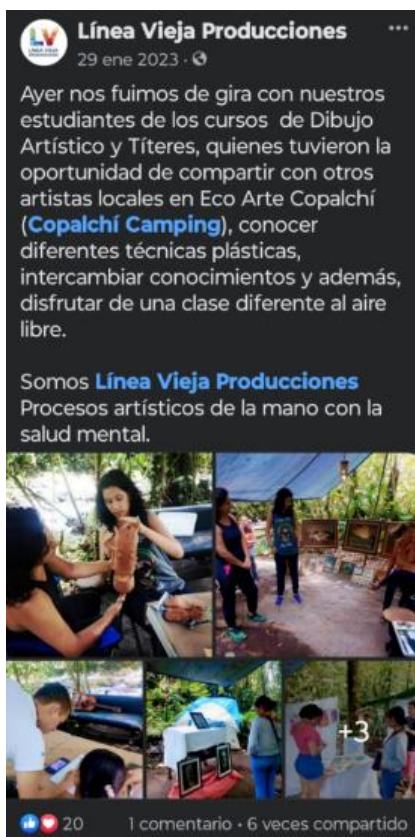 Línea Vieja Producciones
29 ene 2023 ·
Ayer nos fuimos de gira con nuestros
estudiantes de los cursos de Dibujo
Artístico y Títeres, quienes tuvieron la
oportunidad de compartir con otros
artistas locales en Eco Arte Copalchí
(Copalchí Camping), conocer
diferentes técnicas plásticas,
intercambiar conocimientos y además,
disfrutar de una clase diferente al aire
libre.
Somos Línea Vieja Producciones
Procesos artísticos de la mano con la
salud mental.
+3
20 1 comentario • 6 veces compartido